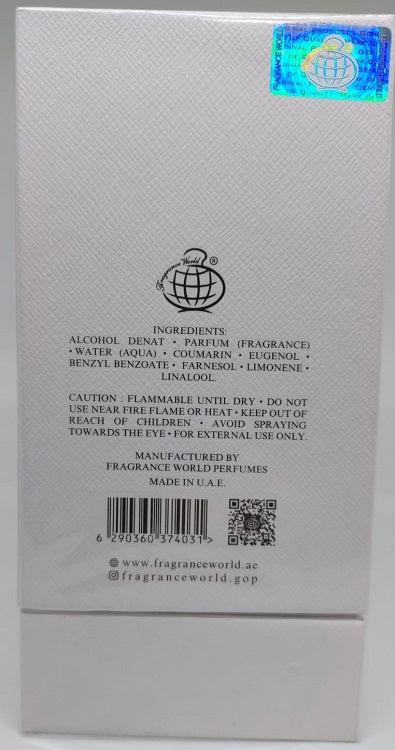 FRAGRANCE WORLD
Fragrance World ®
INGREDIENTS:
ALCOHOL DENAT • PARFUM (FRAGRANCE)
• WATER (AQUA) • COUMARIN • EUGENOL •
BENZYL BENZOATE • FARNESOL • LIMONENE •
LINALOOL.
CAUTION : FLAMMABLE UNTIL DRY • DO NOT
USE NEAR FIRE FLAME OR HEAT • KEEP OUT OF
REACH OF CHILDREN • AVOID SPRAYING
TOWARDS THE EYE • FOR EXTERNAL USE ONLY.
MANUFACTURED BY
FRAGRANCE WORLD PERFUMES
MADE IN U.A.E.
6 290360 374031 >
www.fragranceworld.ae
fragranceworld.gop